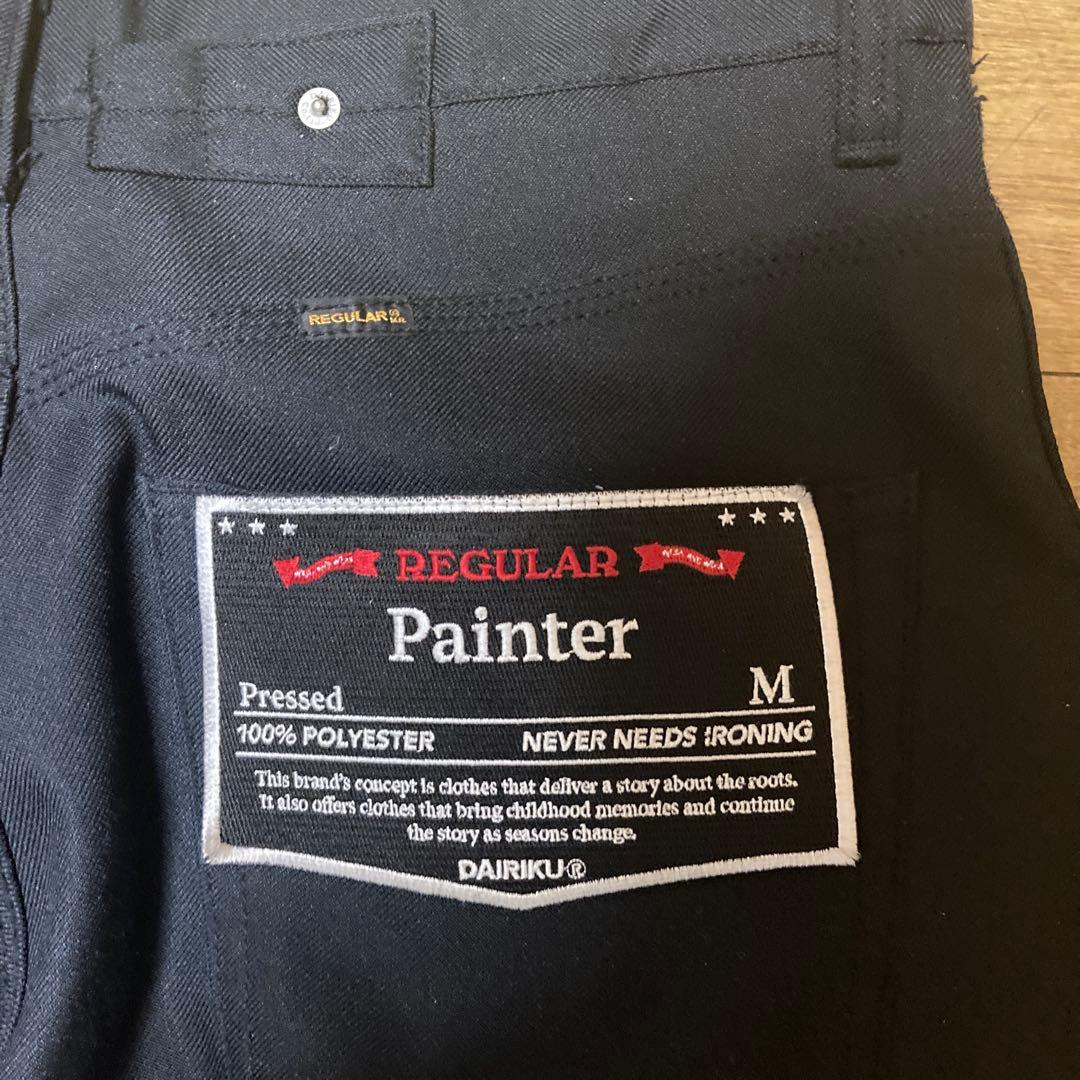 REGULAR
REGULAR
Painter
Pressed M
100% POLYESTER NEVER NEEDS IRONING
This brand's concept is clothes that deliver a story about the roots.
It also offers clothes that bring childhood memories and continue
the story as seasons change.
DAIRIKU®